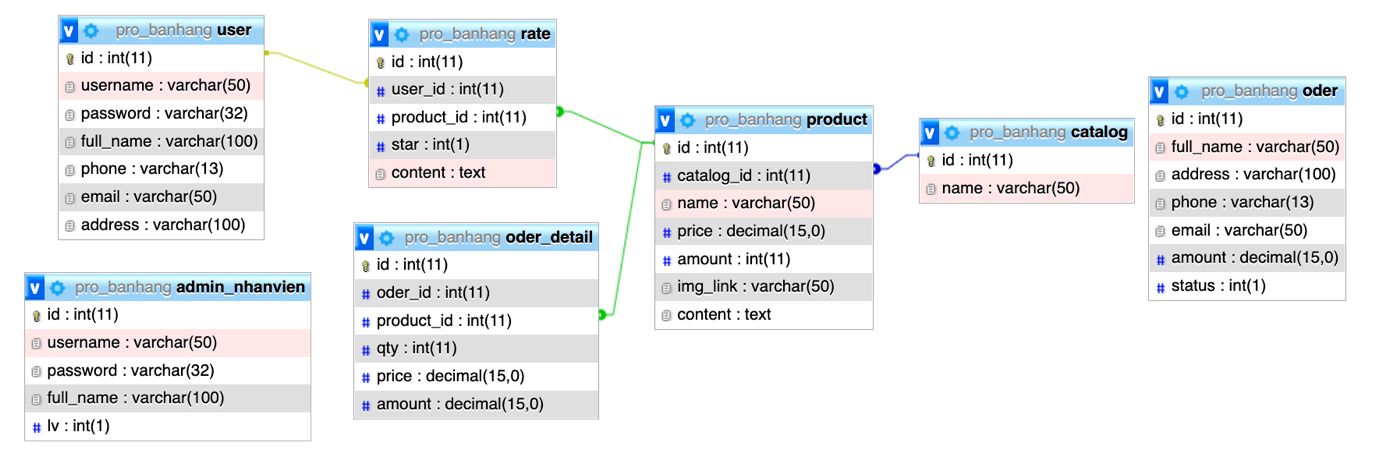 pro_banhang user
id : int(11)
username : varchar(50)
password : varchar(32)
full_name : varchar(100)
phone : varchar(13)
email : varchar(50)
address : varchar(100)
pro_banhang rate
id : int(11)
user_id : int(11)
product_id : int(11)
star : int(1)
content : text
pro_banhang product
id : int(11)
catalog_id : int(11)
name : varchar(50)
price : decimal(15,0)
amount : int(11)
img_link : varchar(50)
content : text
pro_banhang catalog
id : int(11)
name : varchar(50)
pro_banhang oder
id : int(11)
full_name : varchar(50)
address : varchar(100)
phone : varchar(13)
email : varchar(50)
amount : decimal(15,0)
status : int(1)
pro_banhang admin_nhanvien
id : int(11)
username : varchar(50)
password : varchar(32)
full_name : varchar(100)
lv : int(1)
pro_banhang oder_detail
id : int(11)
oder_id : int(11)
product_id : int(11)
qty : int(11)
price : decimal(15,0)
amount : decimal(15,0)